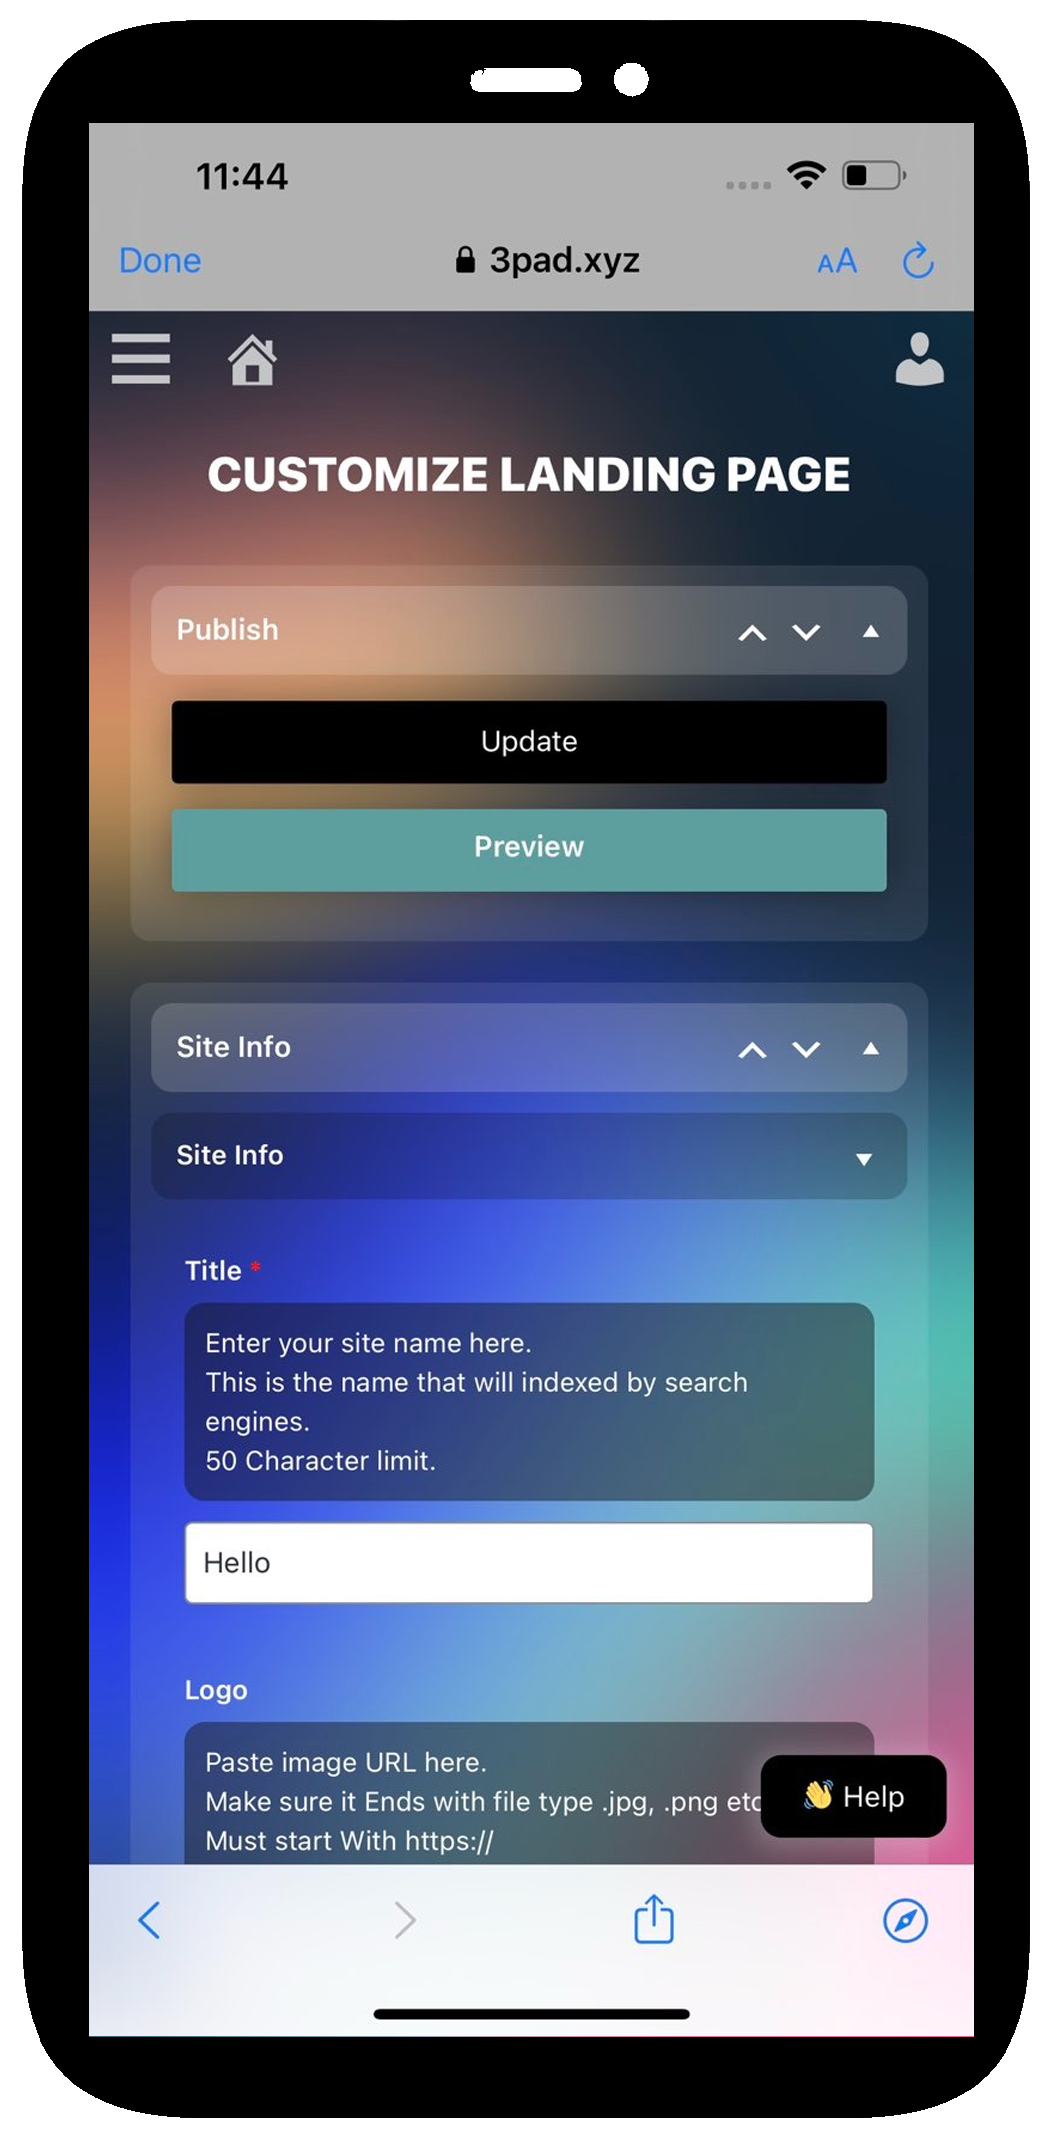 11:44
Done 3pad.xyz AA
CUSTOMIZE LANDING PAGE
Publish
Update
Preview
Site Info
Site Info
Title *
Enter your site name here.
This is the name that will indexed by search
engines.
50 Character limit.
Hello
Logo
Paste image URL here.
Make sure it Ends with file type .jpg, .png etc
Must start With https://
👋 Help